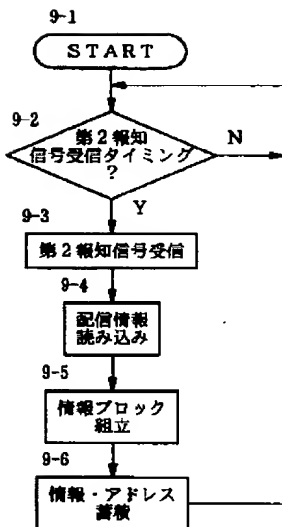 9-1
START
9-2
第2報知
信号受信タイミング
?
N
Y
9-3
第2報知信号受信
9-4
配信情報
読み込み
9-5
情報ブロック
組立
9-6
情報・アドレス
蓄積